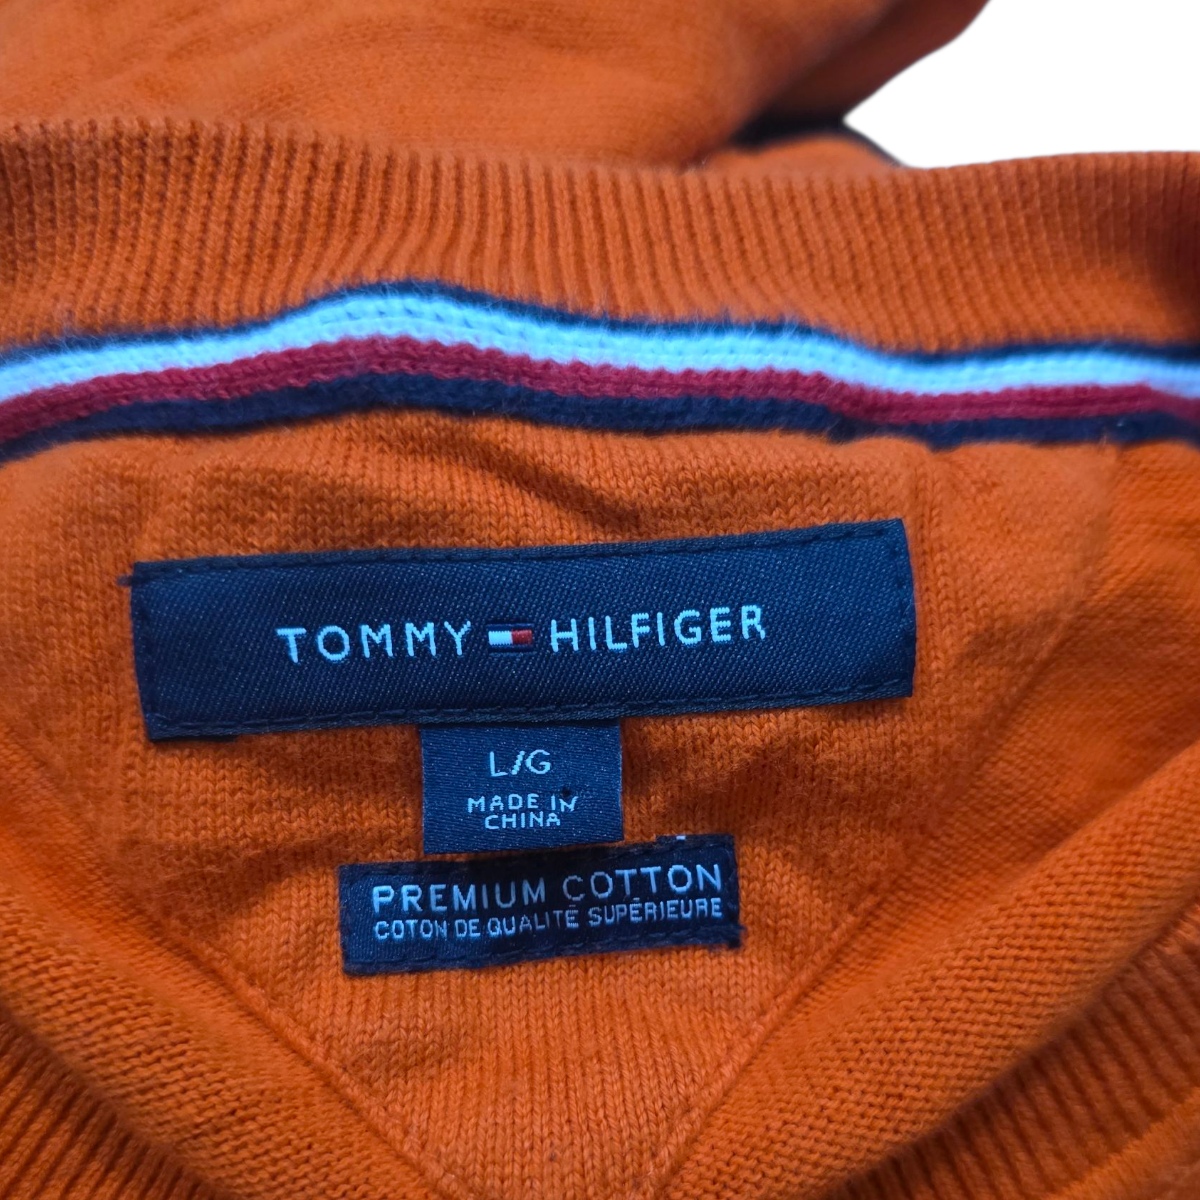 TOMMY HILFIGER
L/G
MADE IN
CHINA
PREMIUM COTTON
COTON DE QUALITÉ SUPÉRIEURE